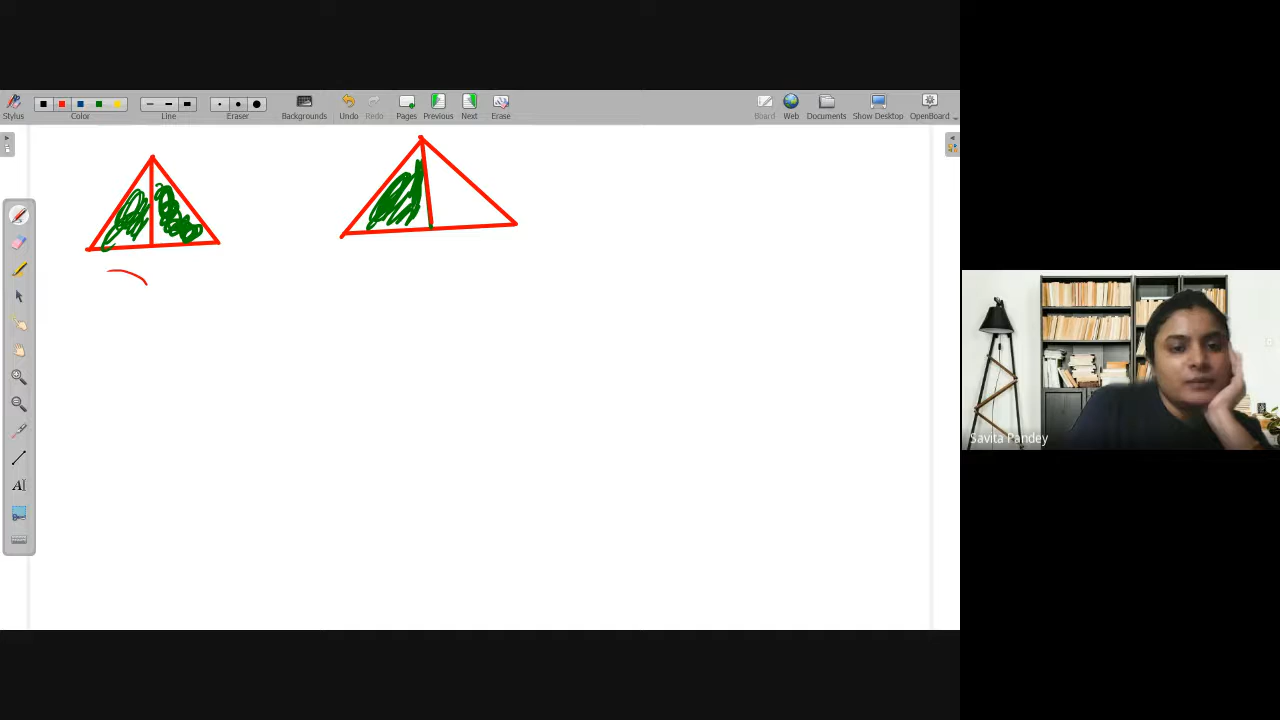 Stylus
Color
Line
Eraser
Backgrounds
Undo
Redo
Pages
Previous
Next
Erase
Board
Web
Documents
Show Desktop
OpenBoard
Savita Pandey